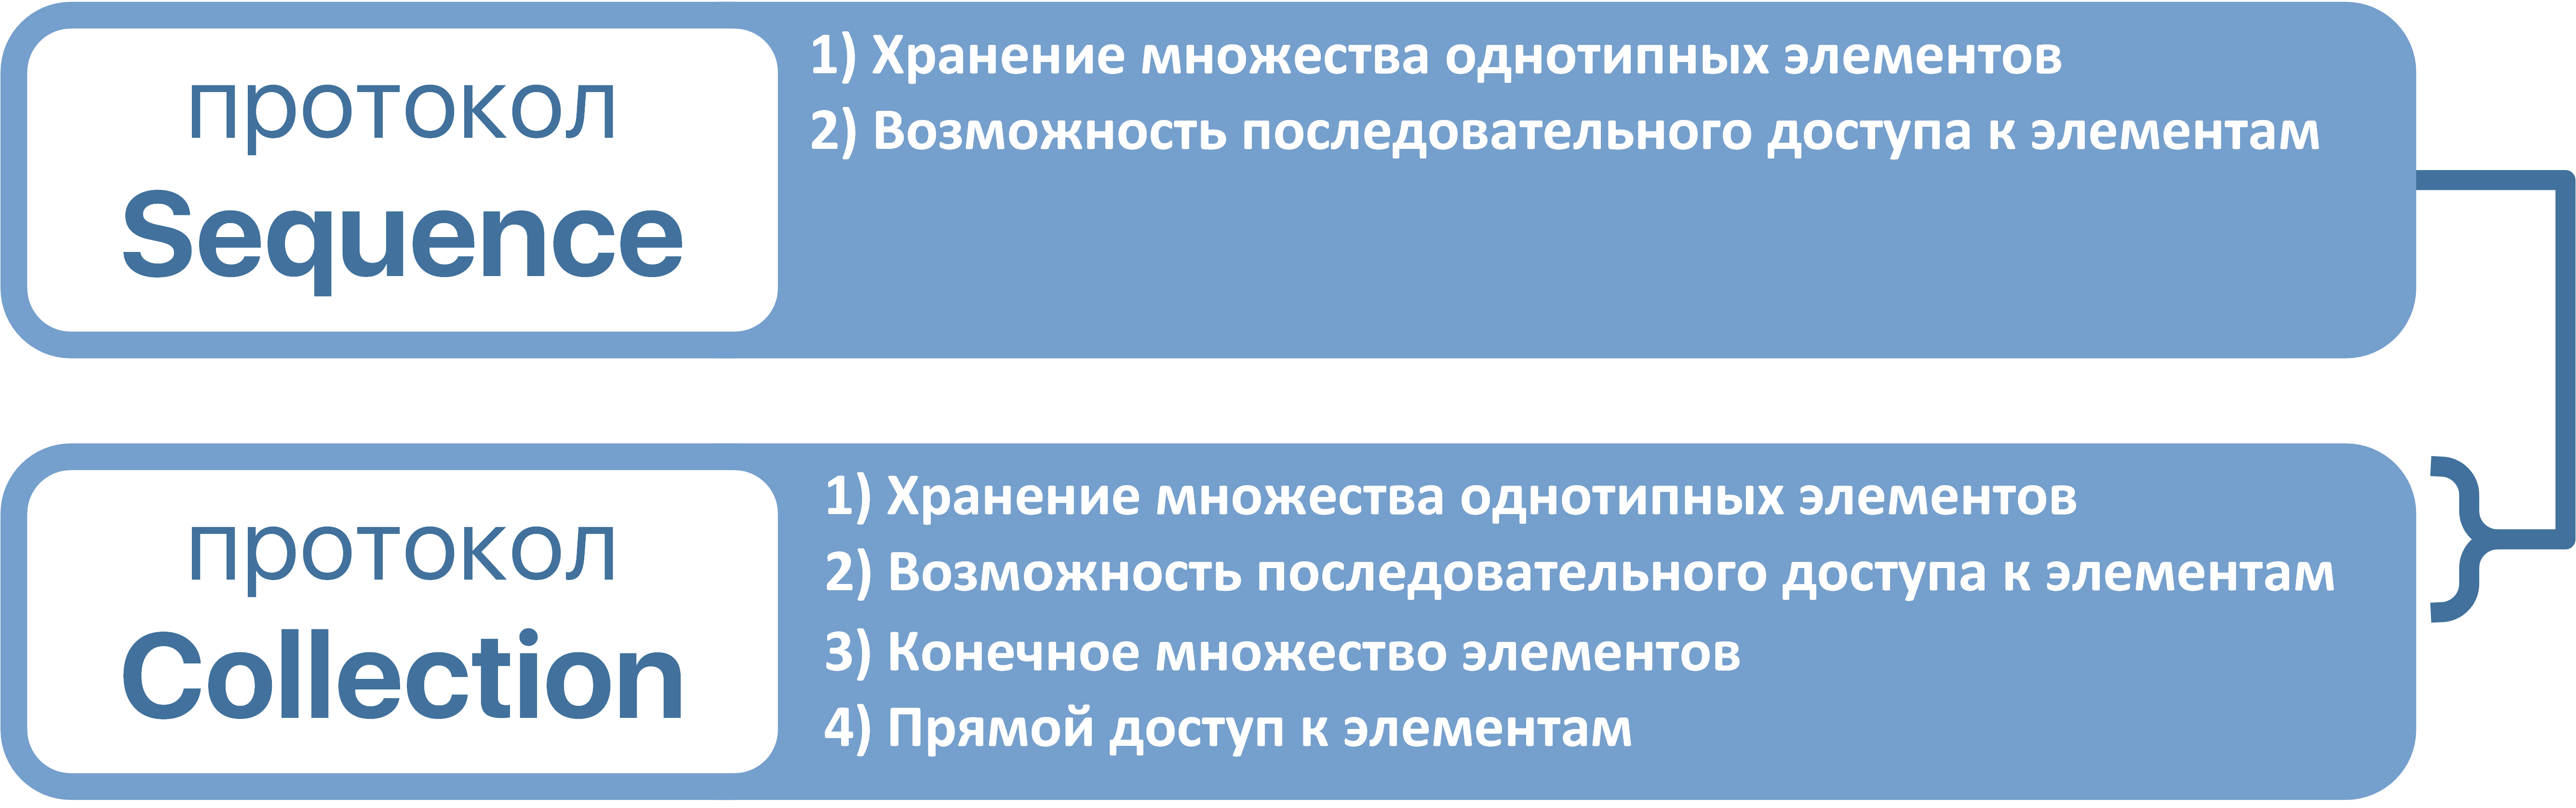 протокол
Sequence
1) Хранение множества однотипных элементов
2) Возможность последовательного доступа к элементам
протокол
Collection
1) Хранение множества однотипных элементов
2) Возможность последовательного доступа к элементам
3) Конечное множество элементов
4) Прямой доступ к элементам